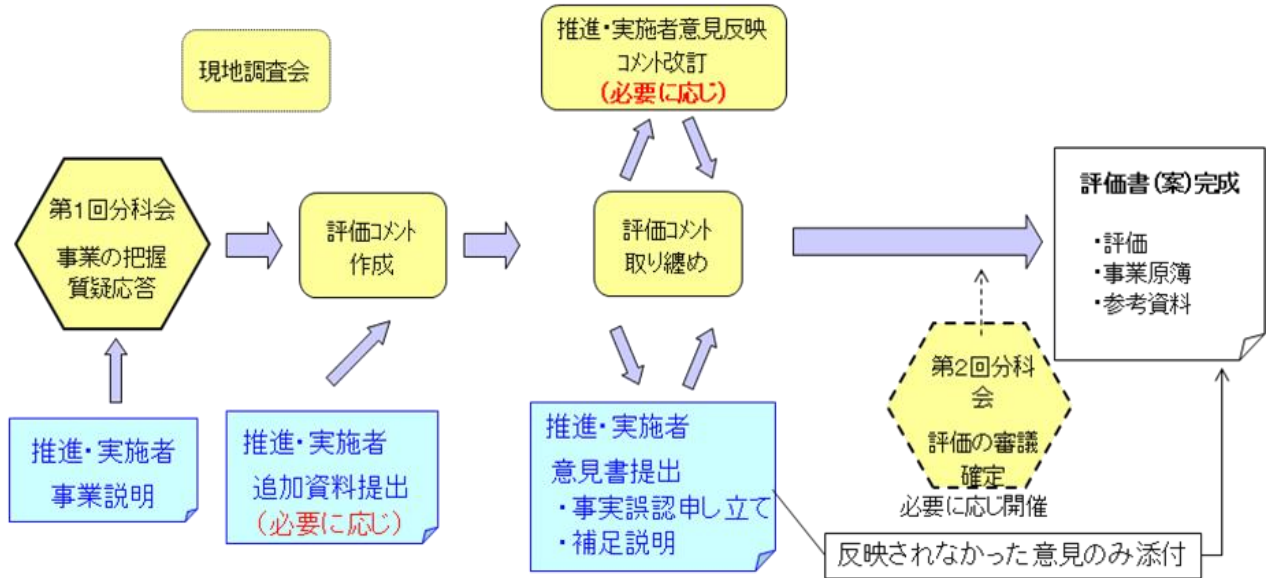 現地調査会
推進・実施者意見反映
コメント改訂
(必要に応じ)
第1回分科会
事業の把握
質疑応答
評価コメント
作成
評価コメント
取り纏め
評価書(案)完成
・評価
・事業原簿
・参考資料
推進・実施者
事業説明
推進・実施者
追加資料提出
(必要に応じ)
推進・実施者
意見書提出
・事実誤認申し立て
・補足説明
第2回分科
会
評価の審議
確定
必要に応じ開催
反映されなかった意見のみ添付